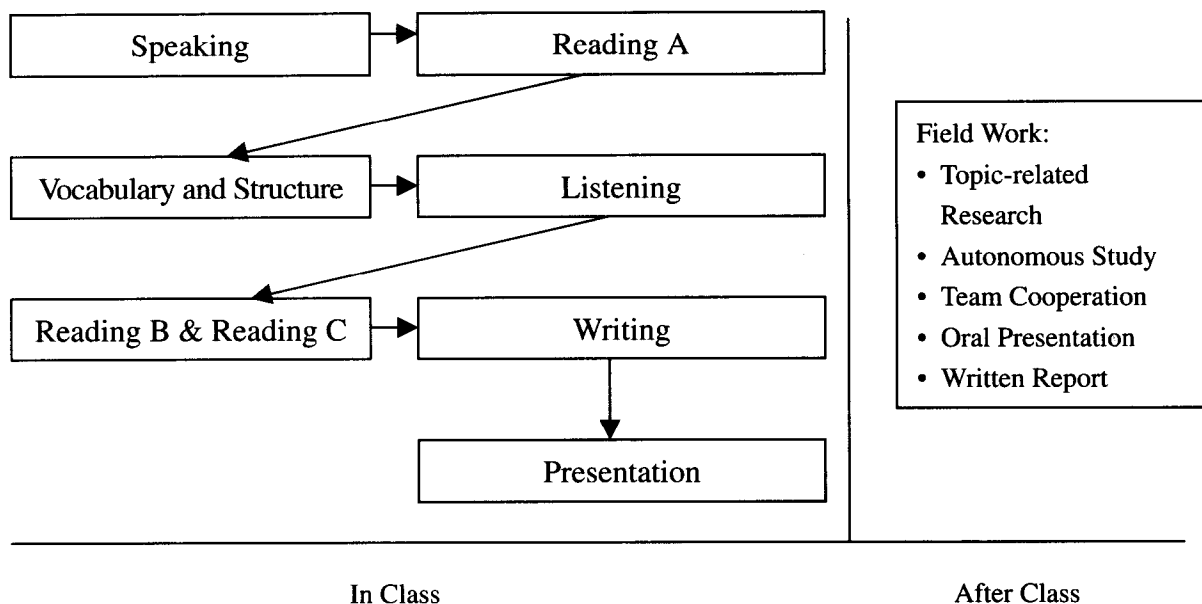 Speaking
Reading A
Vocabulary and Structure
Listening
Reading B & Reading C
Writing
Presentation
Field Work:
• Topic-related
Research
• Autonomous Study
• Team Cooperation
• Oral Presentation
• Written Report
In Class
After Class